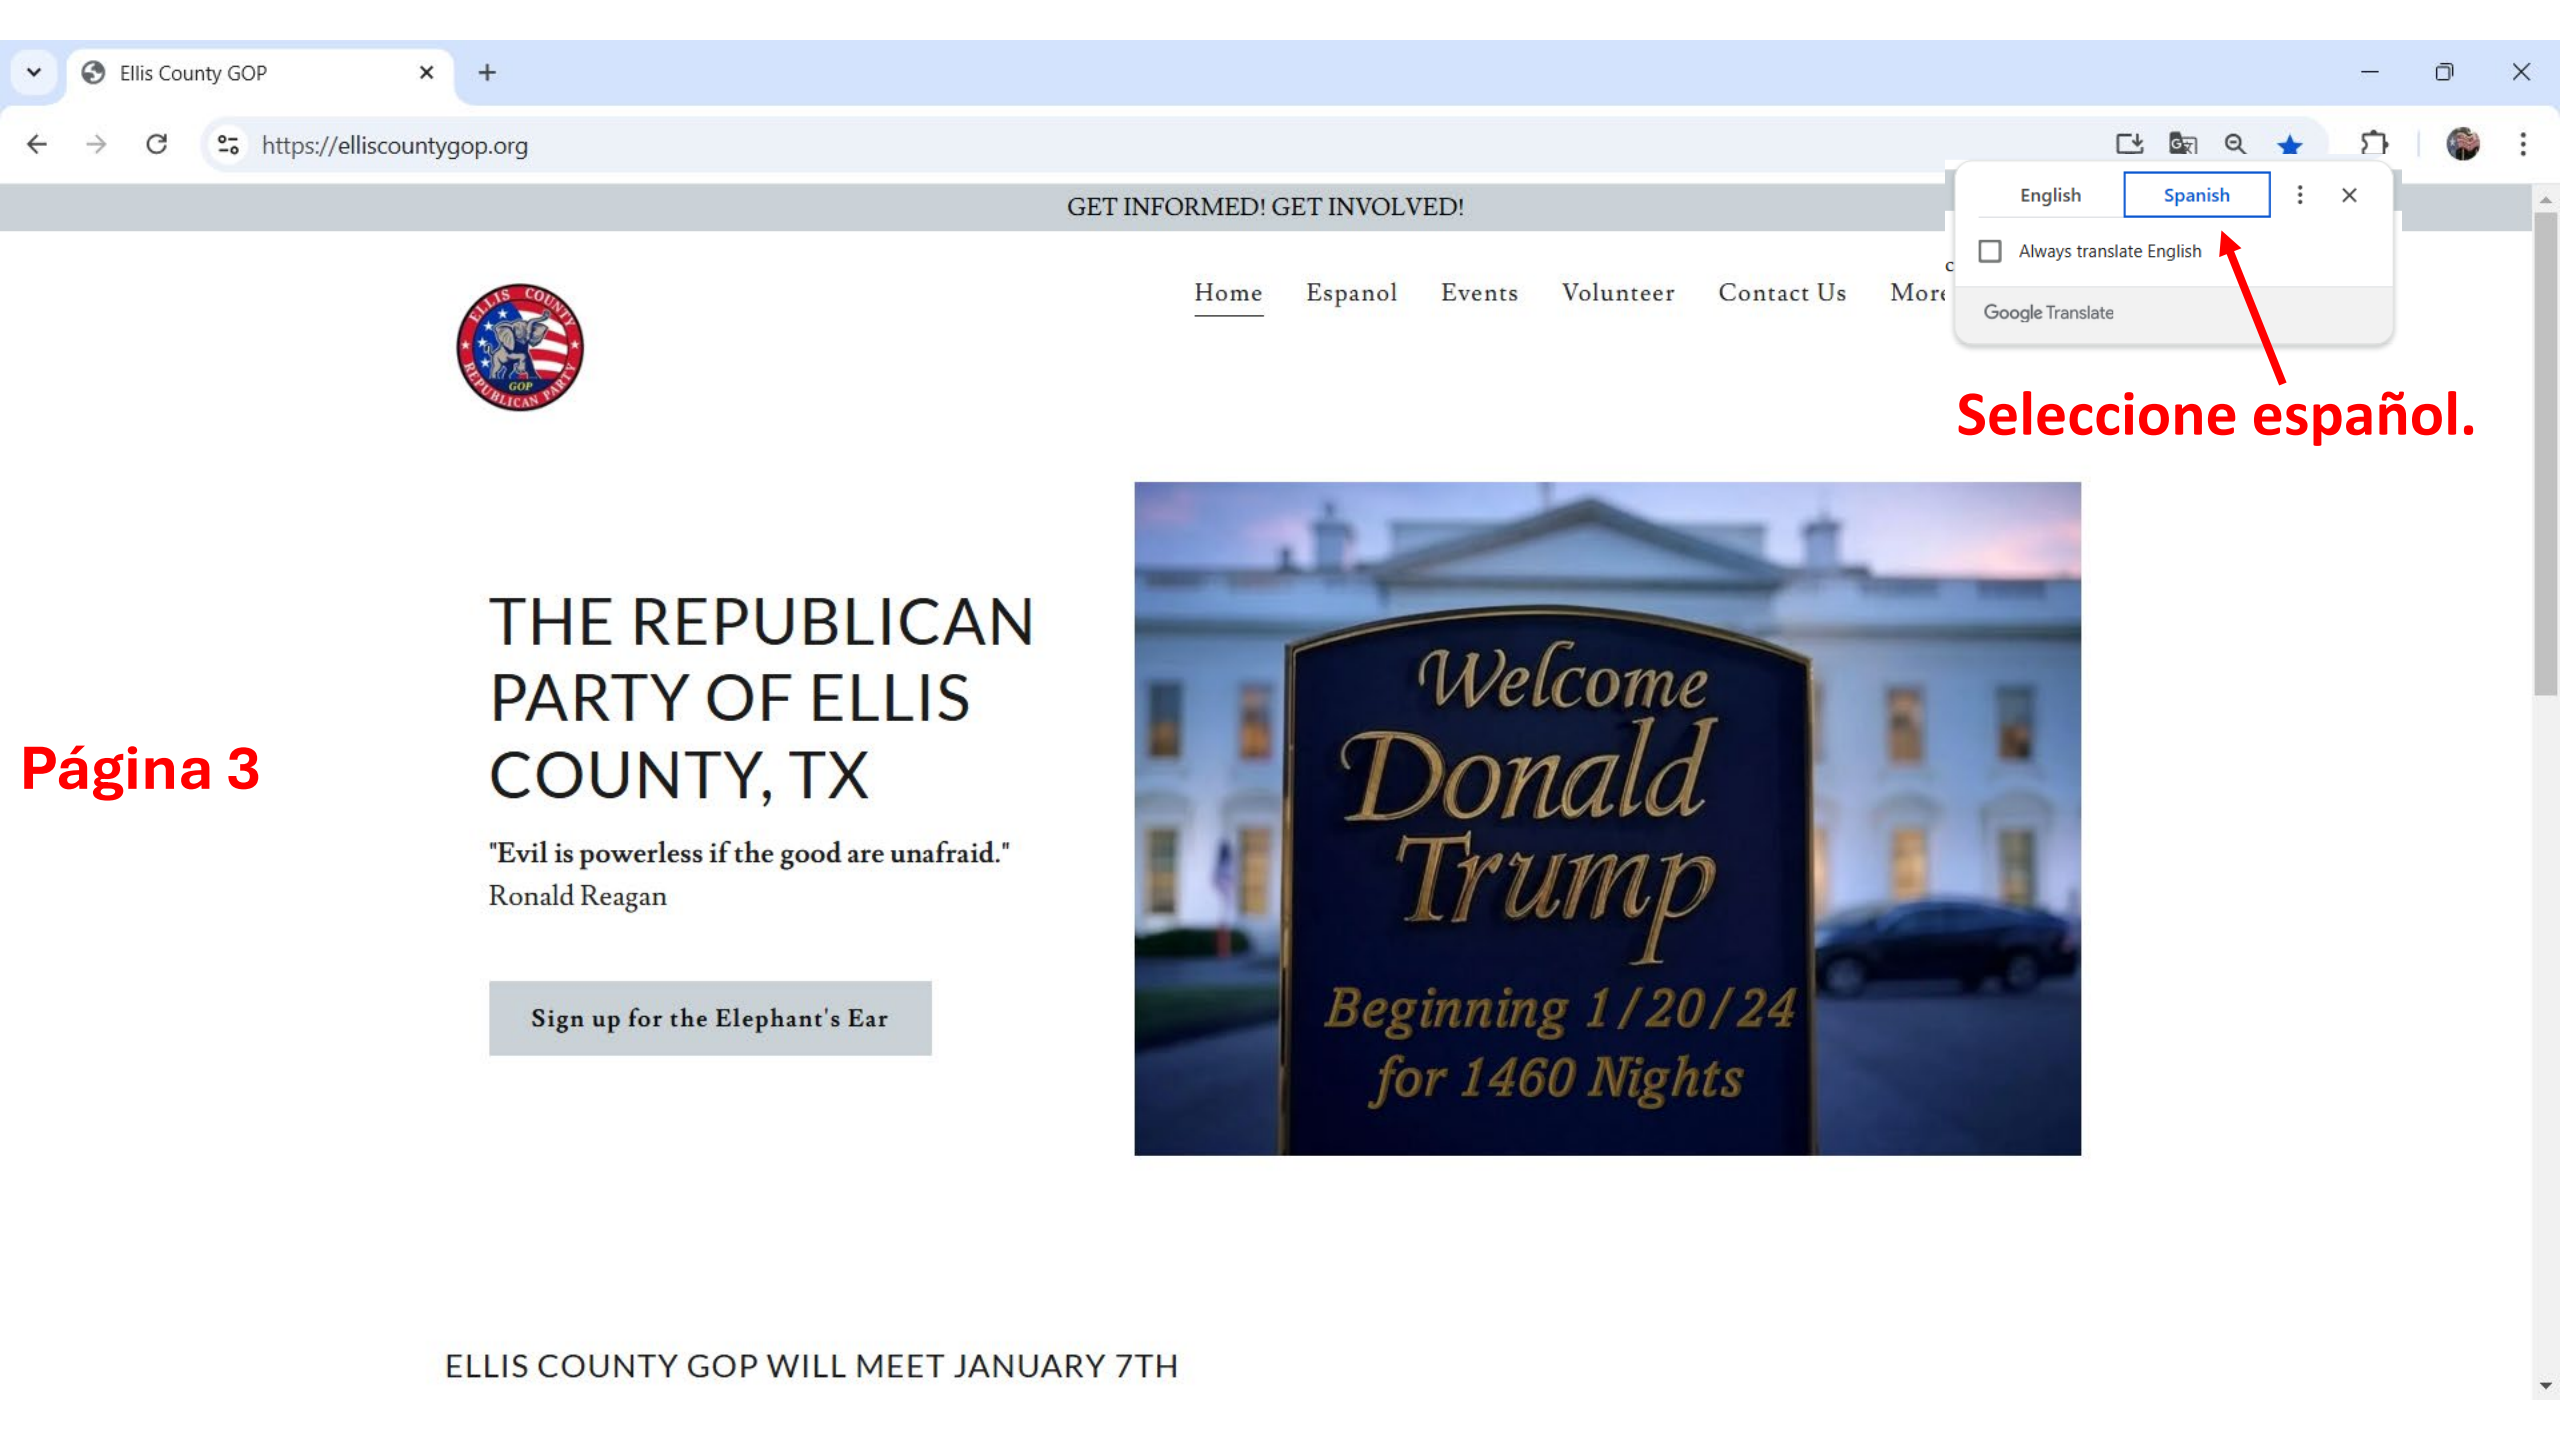 Ellis County GOP
https://elliscountygop.org
GET INFORMED! GET INVOLVED!
English Spanish
Always translate English
Google Translate
Seleccione español.
ELLIS COUNTY
REPUBLICAN PARTY
GOP
Home Espanol Events Volunteer Contact Us More
THE REPUBLICAN
PARTY OF ELLIS
COUNTY, TX
"Evil is powerless if the good are unafraid."
Ronald Reagan
Sign up for the Elephant's Ear
Página 3
Welcome
Donald
Trump
Beginning 1/20/24
for 1460 Nights
ELLIS COUNTY GOP WILL MEET JANUARY 7TH